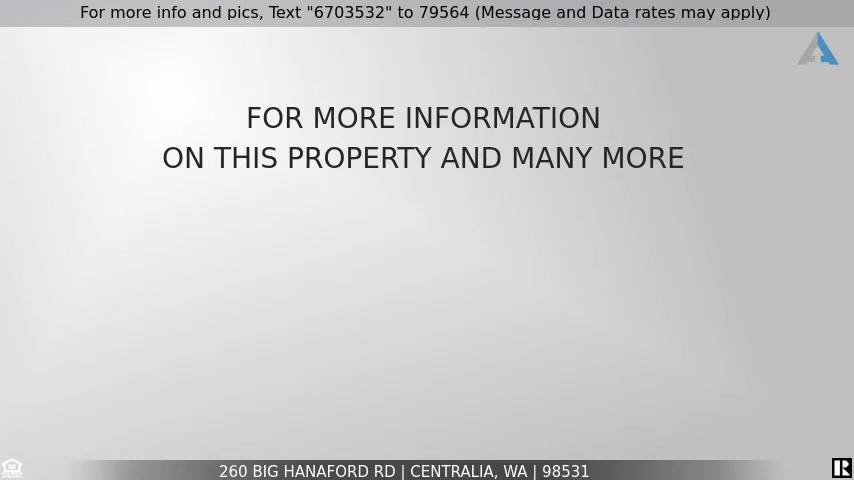 For more info and pics, Text "6703532" to 79564 (Message and Data rates may apply)
FOR MORE INFORMATION
ON THIS PROPERTY AND MANY MORE
260 BIG HANAFORD RD | CENTRALIA, WA | 98531